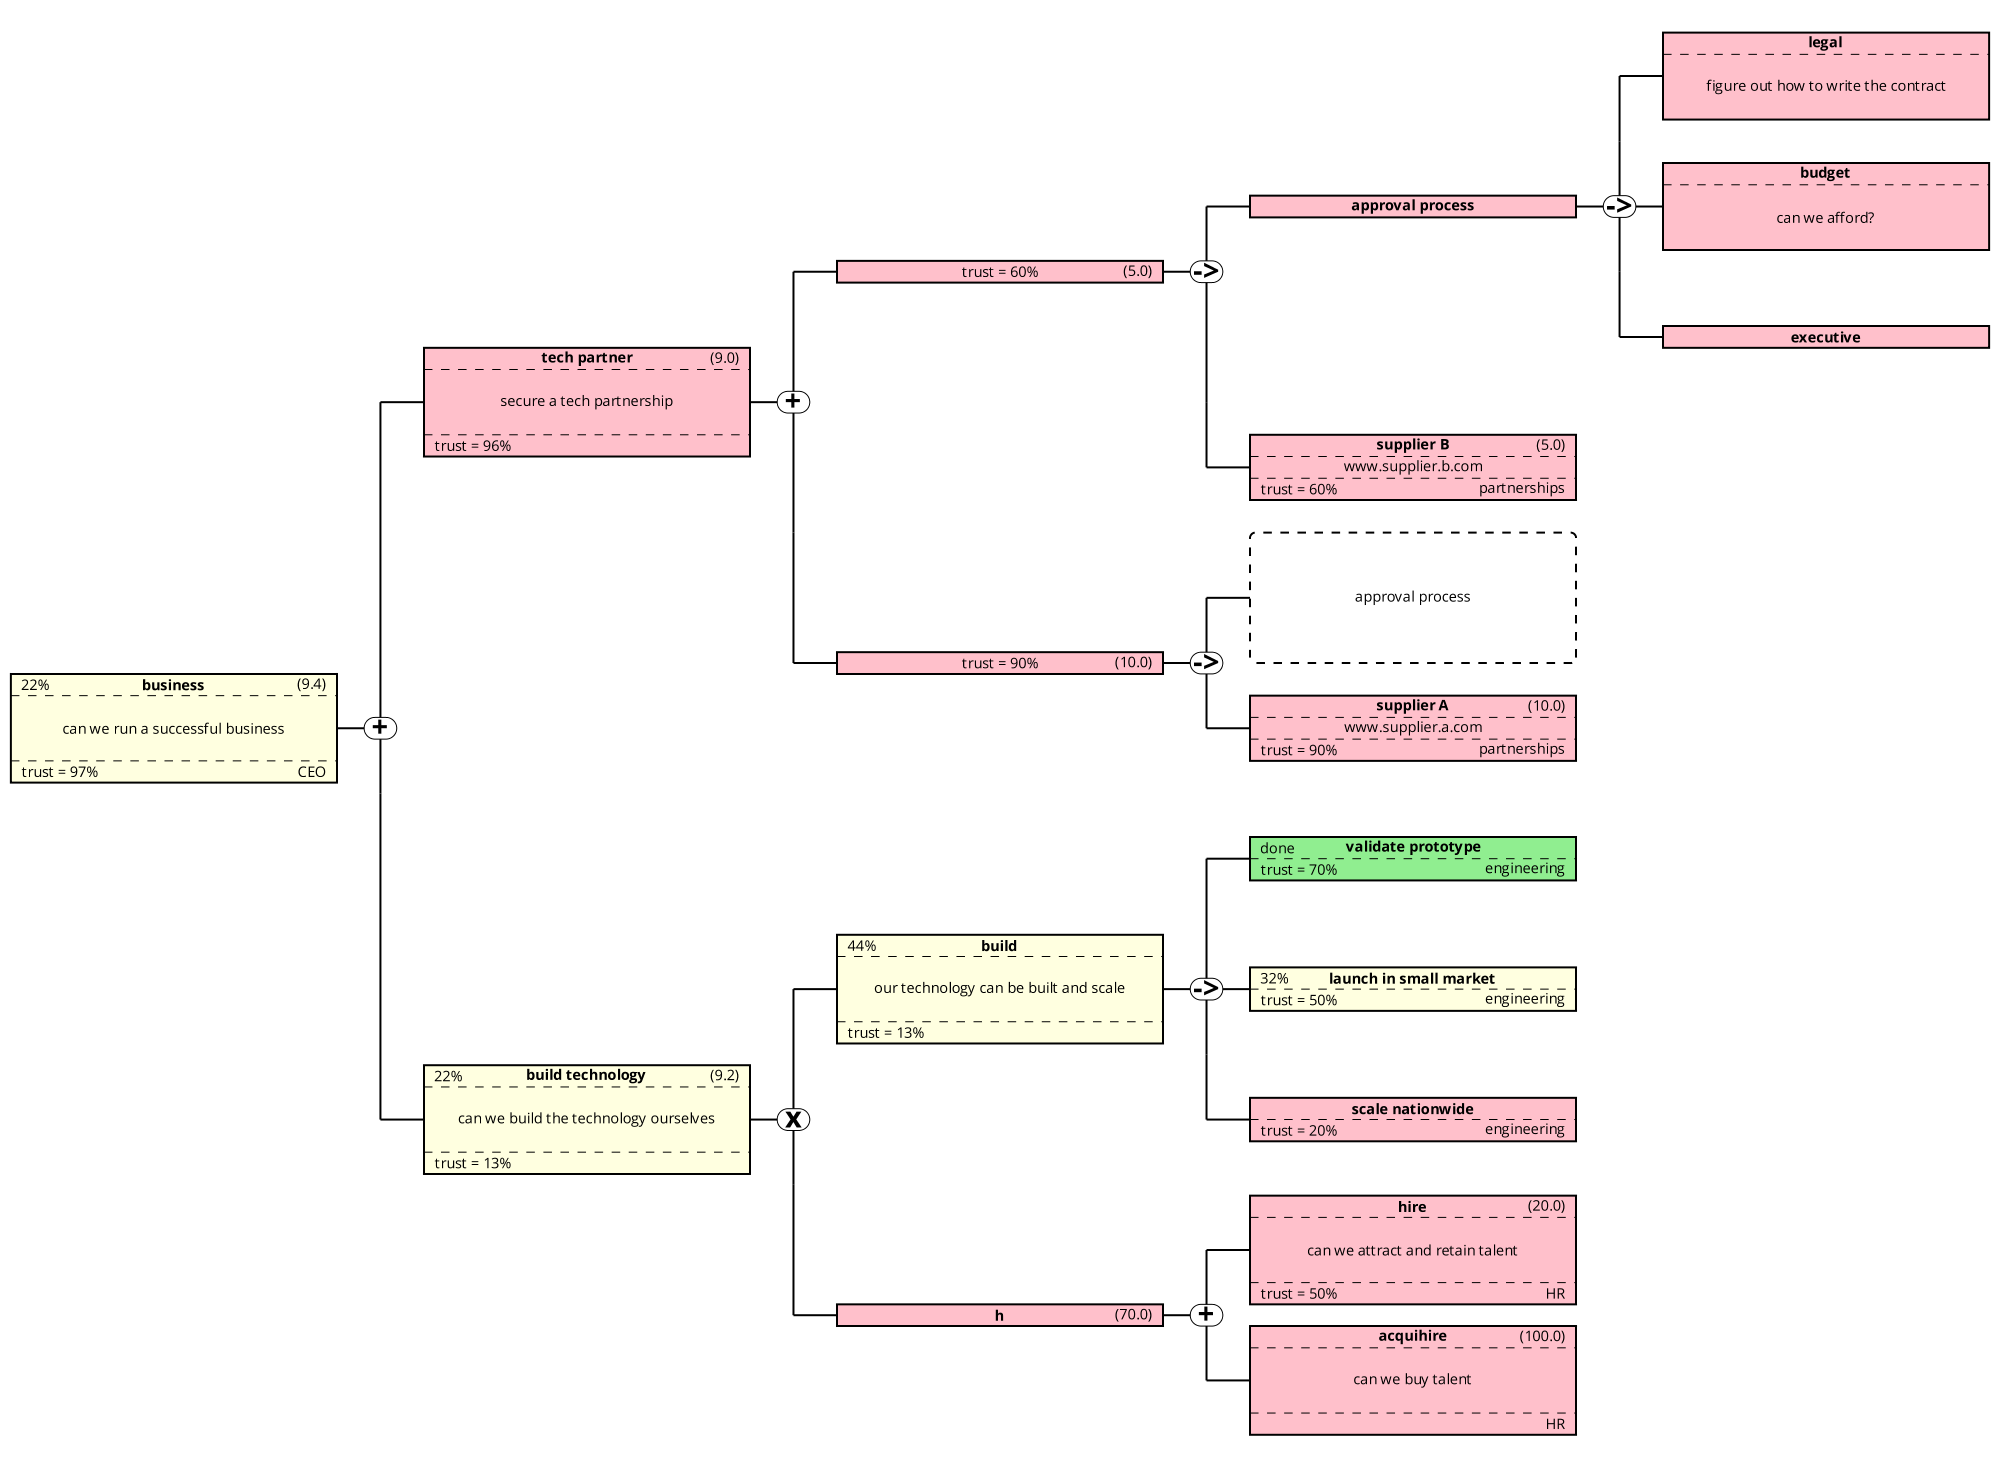 legal
figure out how to write the contract
budget
can we afford?
approval process
->
trust = 60% (5.0)
->
executive
tech partner (9.0)
secure a tech partnership
trust = 96%
+
supplier B (5.0)
www.supplier.b.com
trust = 60% partnerships
approval process
trust = 90% (10.0)
->
supplier A (10.0)
www.supplier.a.com
trust = 90% partnerships
22% business (9.4)
can we run a successful business
trust = 97% CEO
+
done validate prototype
trust = 70% engineering
44% build
our technology can be built and scale
trust = 13%
->
32% launch in small market
trust = 50% engineering
22% build technology (9.2)
can we build the technology ourselves
trust = 13%
x
scale nationwide
trust = 20% engineering
hire (20.0)
can we attract and retain talent
trust = 50% HR
h (70.0)
+
acquihire (100.0)
can we buy talent
HR